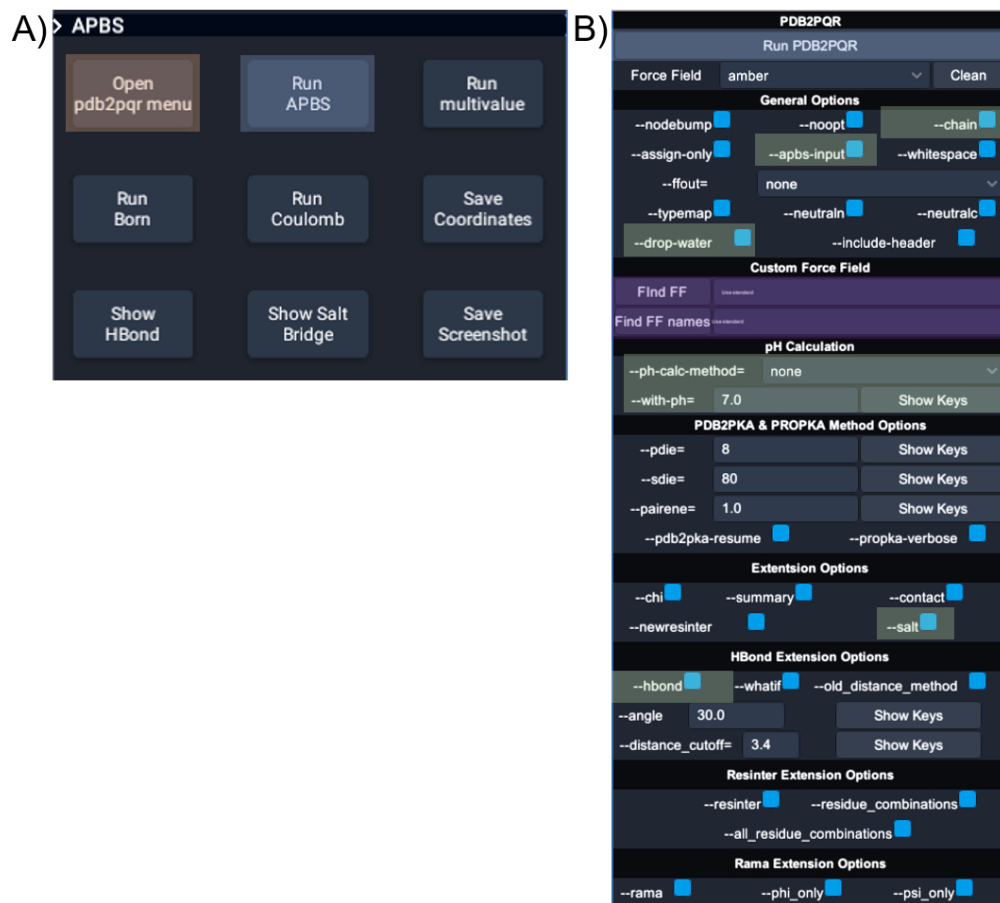 A)
> APBS
Open
pdb2pqr menu
Run
APBS
Run
multivalue
Run
Born
Run
Coulomb
Save
Coordinates
Show
HBond
Show Salt
Bridge
Save
Screenshot
B)
PDB2PQR
Run PDB2PQR
Force Field amber Clean
General Options
--nodebump --noopt --chain
--assign-only --apbs-input --whitespace
--ffout= none
--typemap --neutraln --neutralc
--drop-water --include-header
Custom Force Field
FInd FF Use standard
Find FF names Use standard
pH Calculation
--ph-calc-method= none
--with-ph= 7.0 Show Keys
PDB2PKA & PROPKA Method Options
--pdie= 8 Show Keys
--sdie= 80 Show Keys
--pairene= 1.0 Show Keys
--pdb2pka-resume --propka-verbose
Extentsion Options
--chi --summary --contact
--newresinter --salt
HBond Extension Options
--hbond --whatif --old_distance_method
--angle 30.0 Show Keys
--distance_cutoff= 3.4 Show Keys
Resinter Extension Options
--resinter --residue_combinations
--all_residue_combinations
Rama Extension Options
--rama --phi_only --psi_only